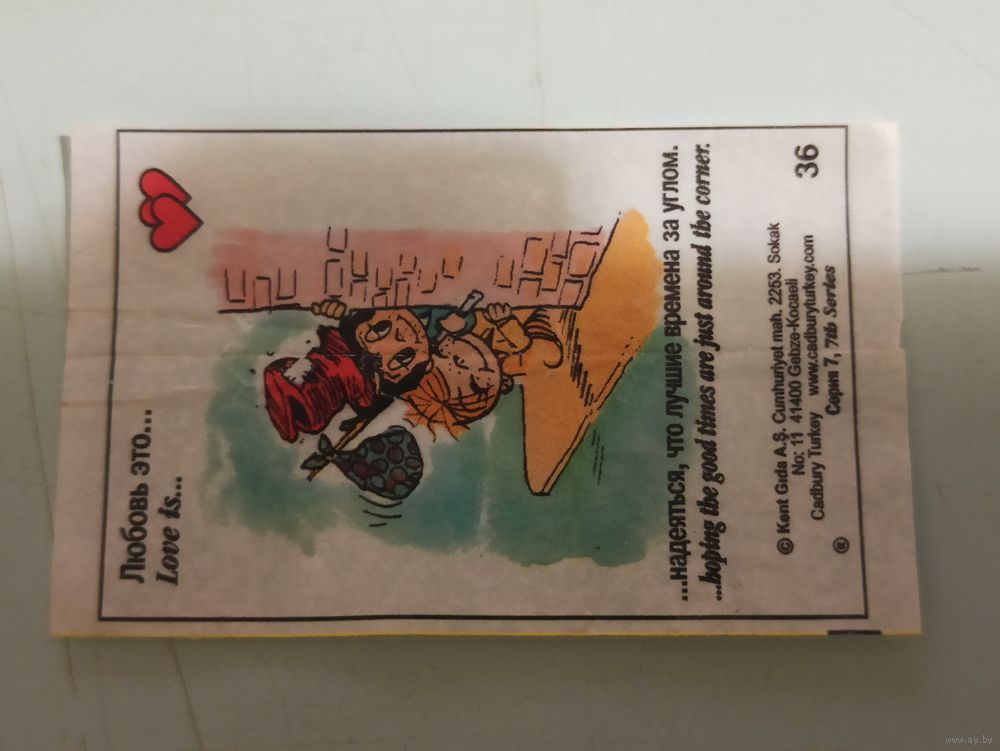 Любовь это...
Love is...
...надеяться, что лучшие времена за углом.
...hoping the good times are just around the corner.
© Kent Gıda A.Ş. Cumhuriyet mah. 2253. Sokak
No: 11 41400 Gebze-Kocaeli
Cadbury Turkey www.cadburyturkey.com
® Серия 7, 7th Series
36
www.ay.by